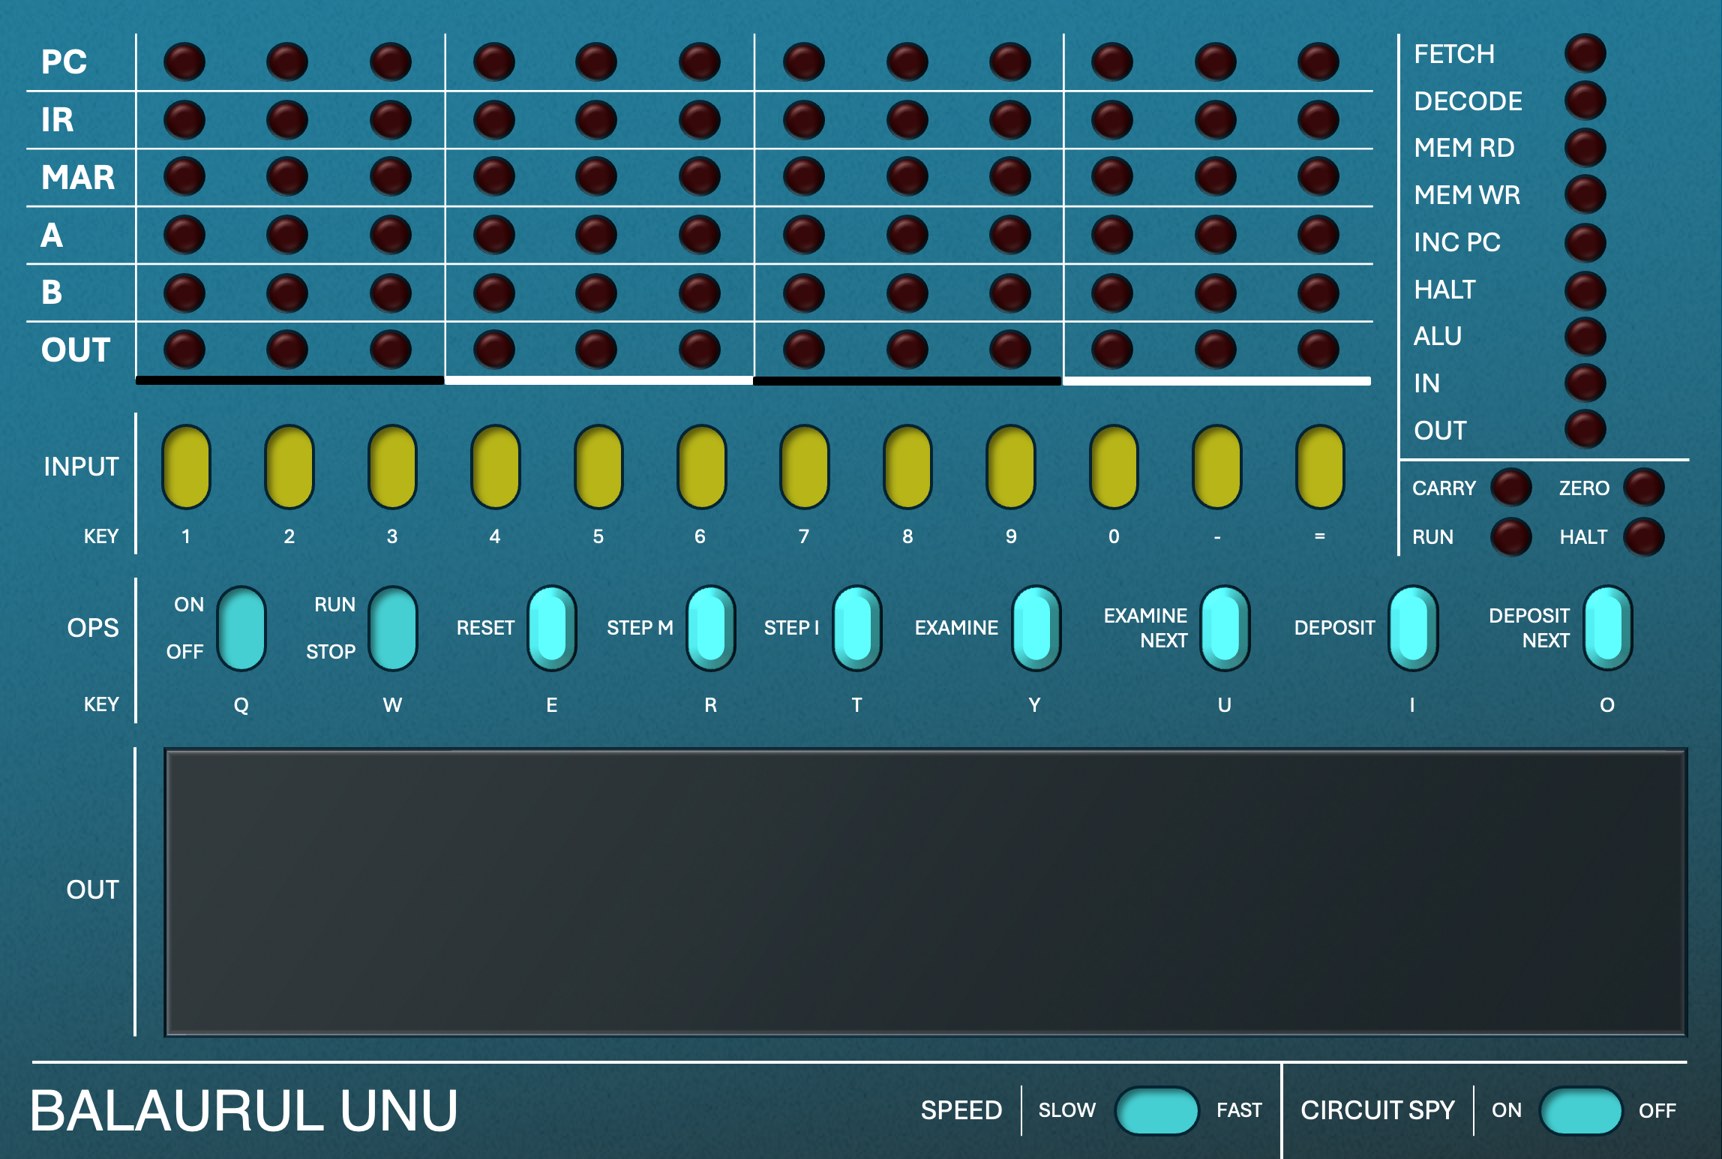 PC
IR
MAR
A
B
OUT
FETCH
DECODE
MEM RD
MEM WR
INC PC
HALT
ALU
IN
OUT
CARRY ZERO
RUN HALT
INPUT
KEY 1 2 3 4 5 6 7 8 9 0 - =
OPS
ON
OFF
RUN
STOP
RESET
STEP M
STEP I
EXAMINE
EXAMINE
NEXT
DEPOSIT
DEPOSIT
NEXT
KEY Q W E R T Y U I O
OUT
BALAURUL UNU
SPEED SLOW FAST
CIRCUIT SPY ON OFF